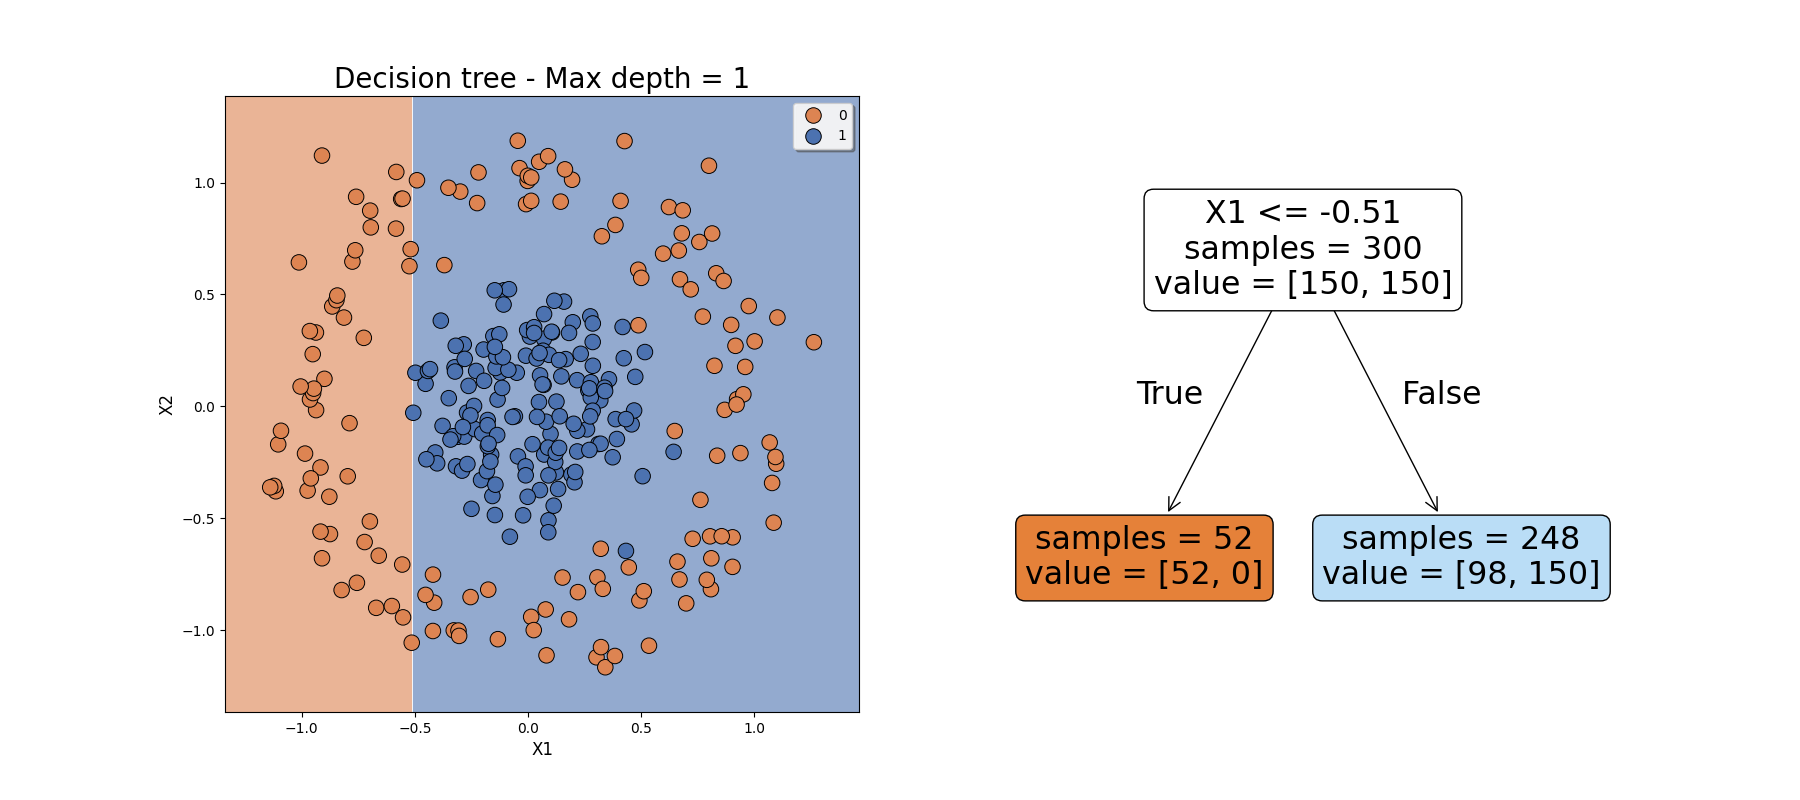 Decision tree - Max depth = 1
0
1
1.0
0.5
0.0
−0.5
−1.0
X2
−1.0
−0.5
0.0
0.5
1.0
X1
X1 <= -0.51
samples = 300
value = [150, 150]
True
False
samples = 52
value = [52, 0]
samples = 248
value = [98, 150]